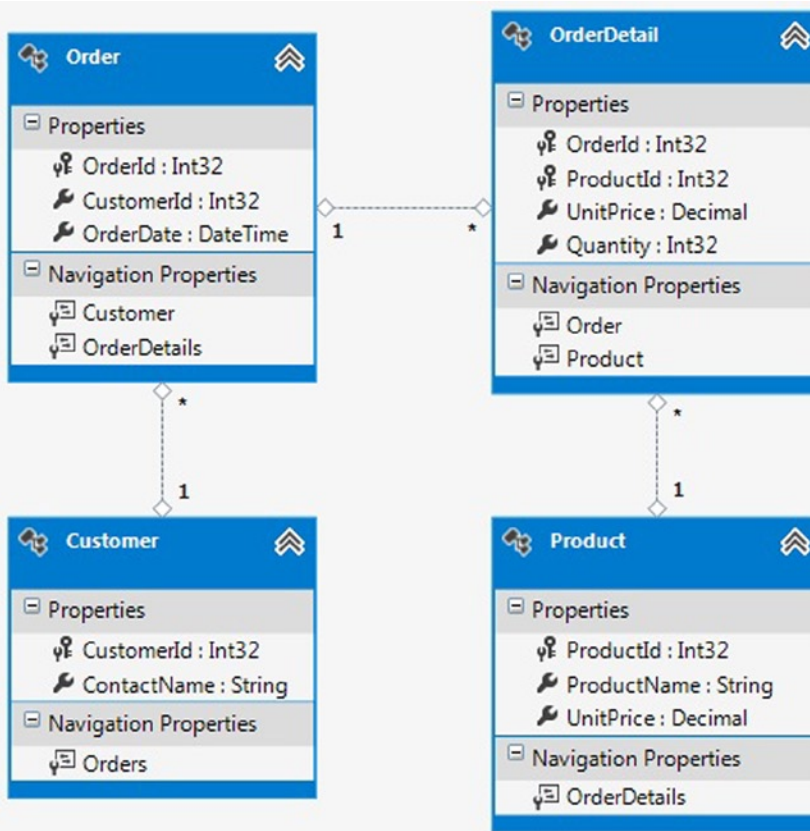 Order
Properties
OrderId : Int32
CustomerId : Int32
OrderDate : DateTime
Navigation Properties
Customer
OrderDetails
1
*
OrderDetail
Properties
OrderId : Int32
ProductId : Int32
UnitPrice : Decimal
Quantity : Int32
Navigation Properties
Order
Product
*
1
Customer
Properties
CustomerId : Int32
ContactName : String
Navigation Properties
Orders
*
1
Product
Properties
ProductId : Int32
ProductName : String
UnitPrice : Decimal
Navigation Properties
OrderDetails